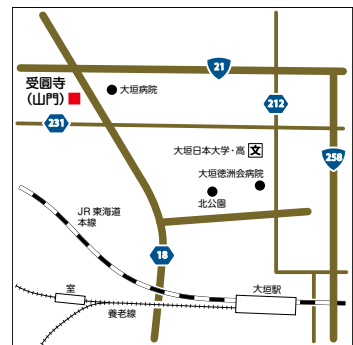 21
受圓寺
(山門)
大垣病院
212
231
大垣日本大学・高 文
258
大垣徳洲会病院
北公園
JR東海道
本線
18
室
大垣駅
養老線